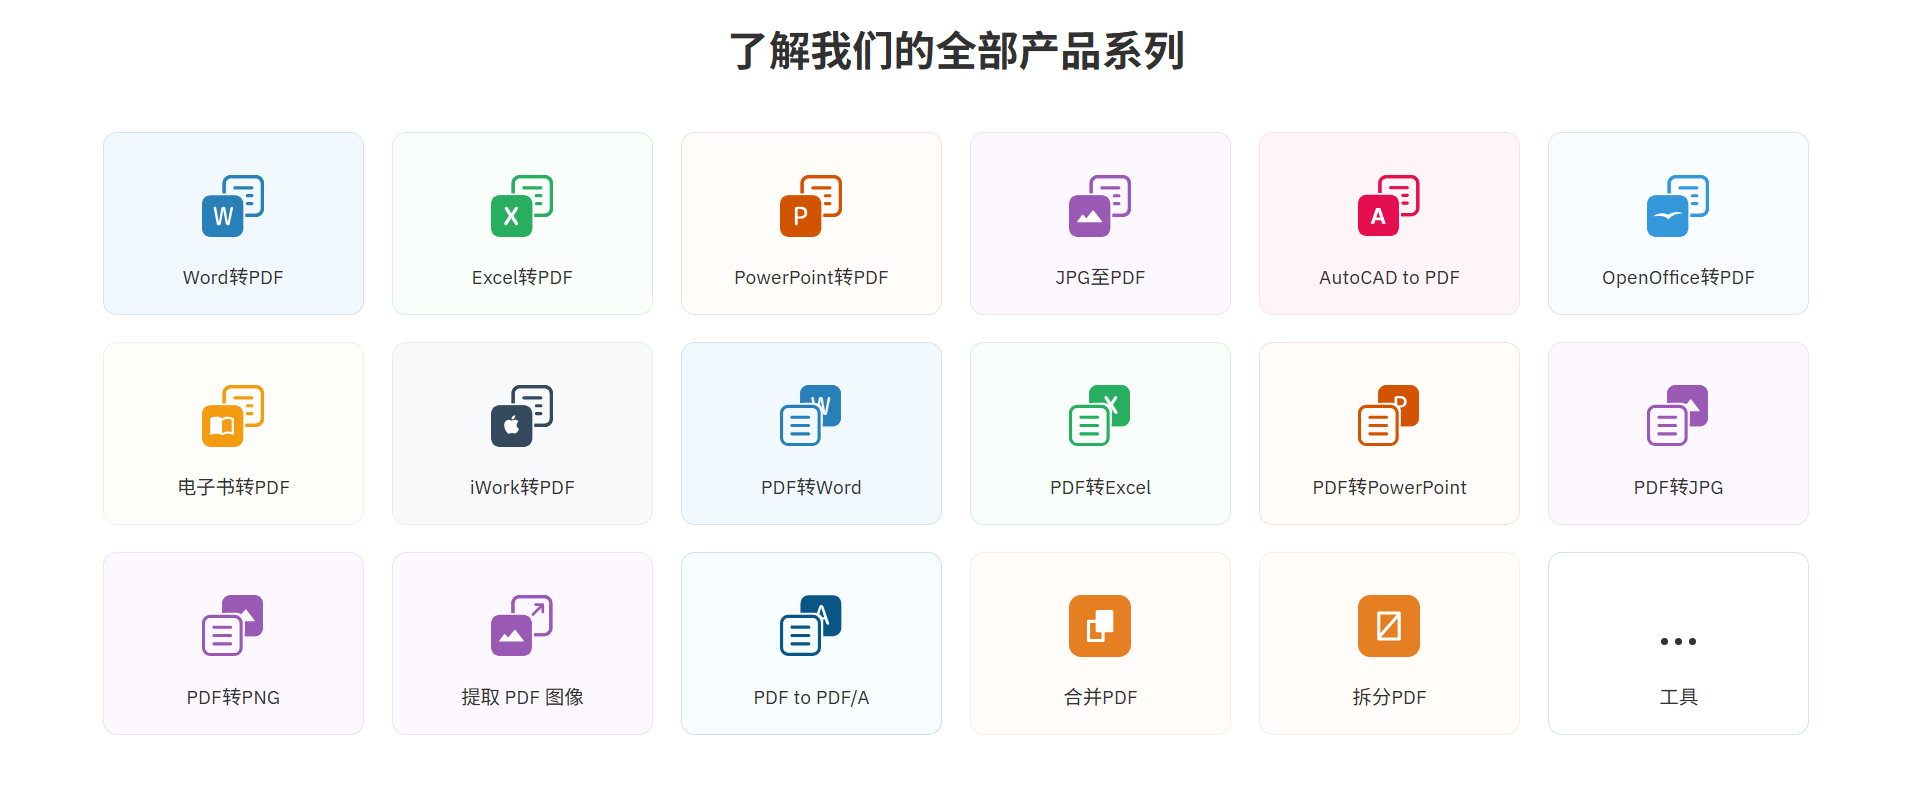 了解我们的全部产品系列
W
X
P
A
Word转PDF
Excel转PDF
PowerPoint转PDF
JPG至PDF
AutoCAD to PDF
OpenOffice转PDF
W
X
P
电子书转PDF
iWork转PDF
PDF转Word
PDF转Excel
PDF转PowerPoint
PDF转JPG
A
PDF转PNG
提取 PDF 图像
PDF to PDF/A
合并PDF
拆分PDF
工具